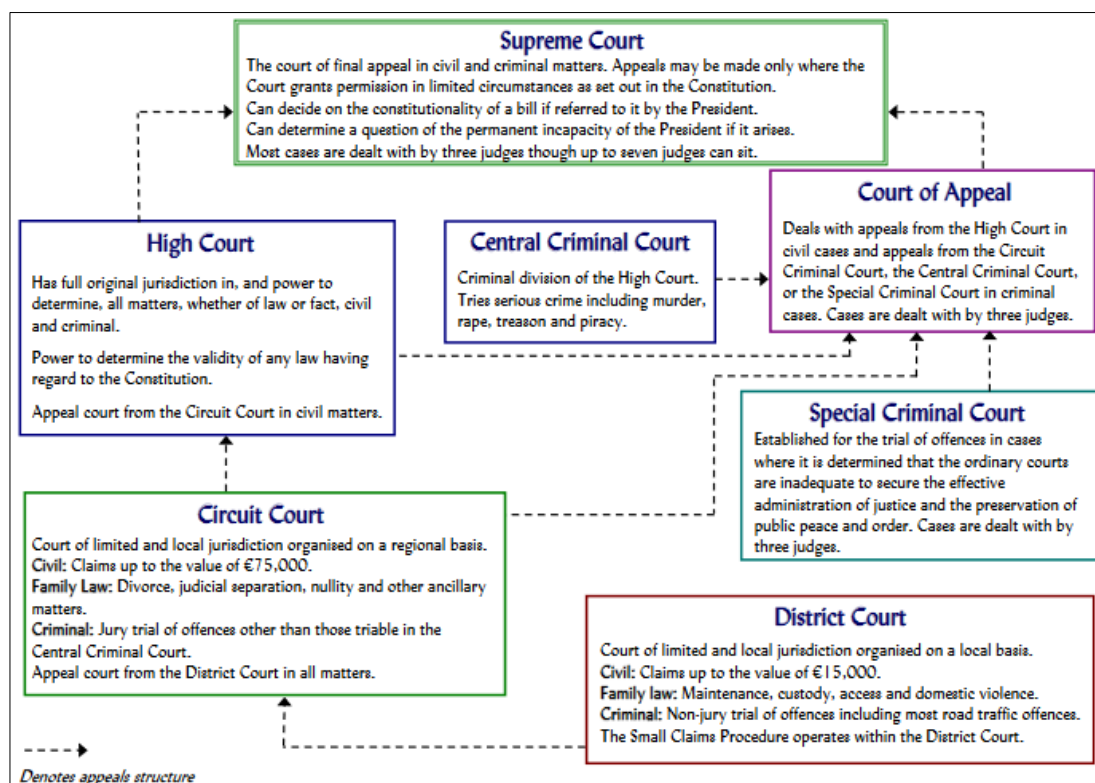 Supreme Court
The court of final appeal in civil and criminal matters. Appeals may be made only where the
Court grants permission in limited circumstances as set out in the Constitution.
Can decide on the constitutionality of a bill if referred to it by the President.
Can determine a question of the permanent incapacity of the President if it arises.
Most cases are dealt with by three judges though up to seven judges can sit.
Court of Appeal
Deals with appeals from the High Court in
civil cases and appeals from the Circuit
Criminal Court, the Central Criminal Court,
or the Special Criminal Court in criminal
cases. Cases are dealt with by three judges.
High Court
Has full original jurisdiction in, and power to
determine, all matters, whether of law or fact, civil
and criminal.
Power to determine the validity of any law having
regard to the Constitution.
Appeal court from the Circuit Court in civil matters.
Central Criminal Court
Criminal division of the High Court.
Tries serious crime including murder,
rape, treason and piracy.
Special Criminal Court
Established for the trial of offences in cases
where it is determined that the ordinary courts
are inadequate to secure the effective
administration of justice and the preservation of
public peace and order. Cases are dealt with by
three judges.
Circuit Court
Court of limited and local jurisdiction organised on a regional basis.
Civil: Claims up to the value of €75,000.
Family Law: Divorce, judicial separation, nullity and other ancillary
matters.
Criminal: Jury trial of offences other than those triable in the
Central Criminal Court.
Appeal court from the District Court in all matters.
District Court
Court of limited and local jurisdiction organised on a local basis.
Civil: Claims up to the value of €15,000.
Family law: Maintenance, custody, access and domestic violence.
Criminal: Non-jury trial of offences including most road traffic offences.
The Small Claims Procedure operates within the District Court.
Denotes appeals structure